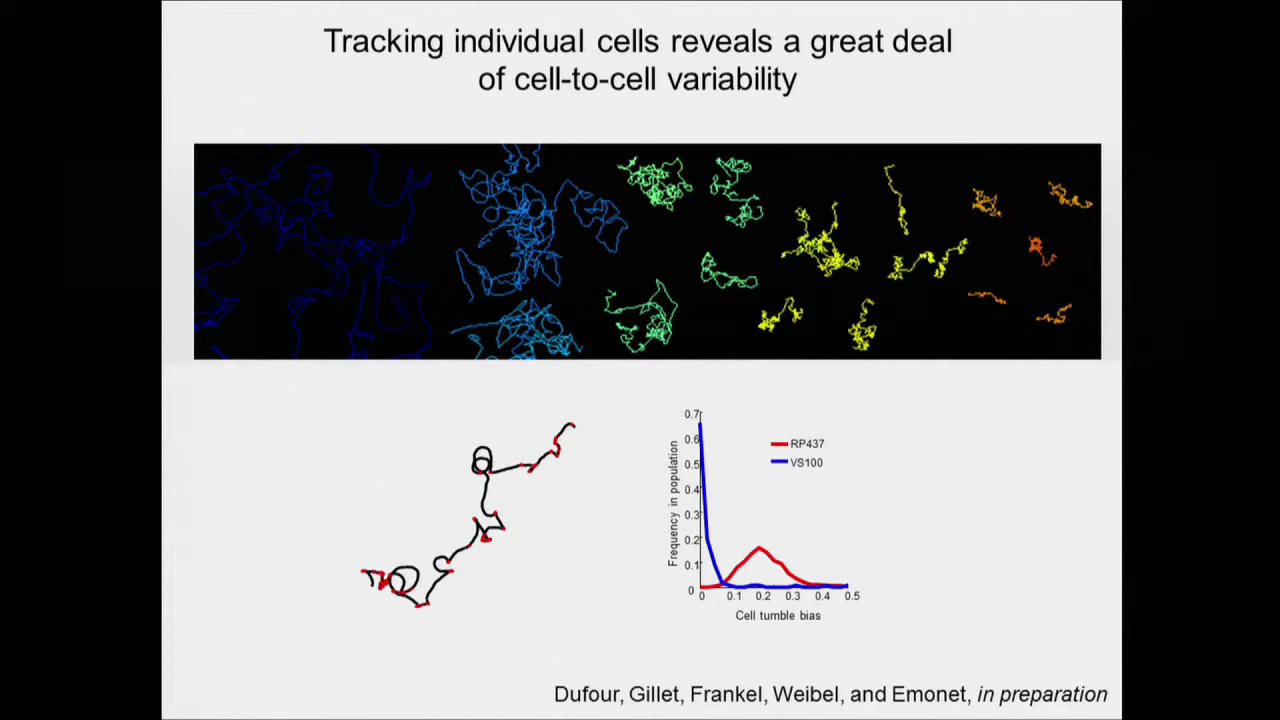 Tracking individual cells reveals a great deal
of cell-to-cell variability
0.7
0.6
0.5
0.4
0.3
0.2
0.1
0
Frequency in population
RP437
VS100
0 0.1 0.2 0.3 0.4 0.5
Cell tumble bias
Dufour, Gillet, Frankel, Weibel, and Emonet, in preparation